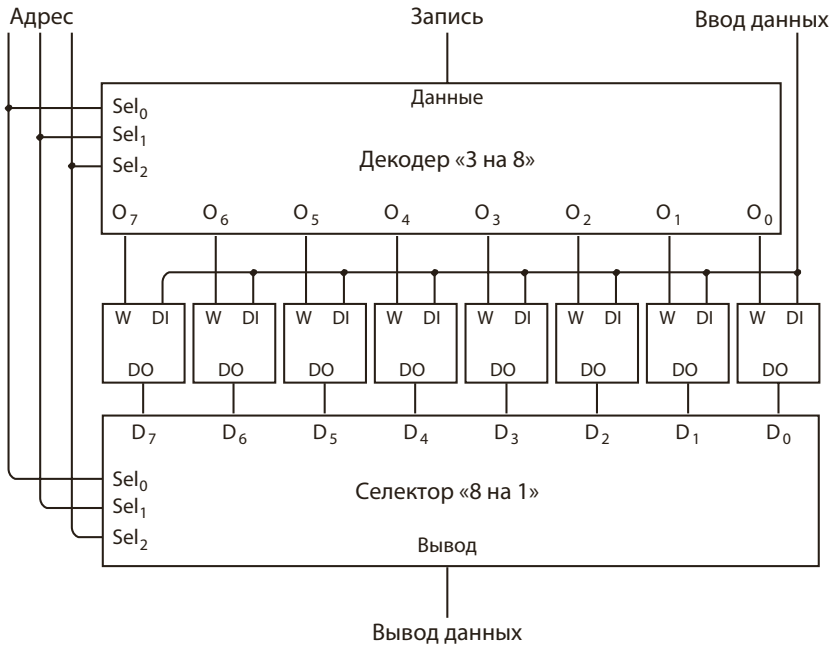 Адрес Запись Ввод данных
Данные
Sel₀
Sel₁
Sel₂
Декодер «3 на 8»
O₇ O₆ O₅ O₄ O₃ O₂ O₁ O₀
W DI W DI W DI W DI W DI W DI W DI W DI
DO DO DO DO DO DO DO DO
D₇ D₆ D₅ D₄ D₃ D₂ D₁ D₀
Sel₀
Sel₁
Sel₂
Селектор «8 на 1»
Вывод
Вывод данных